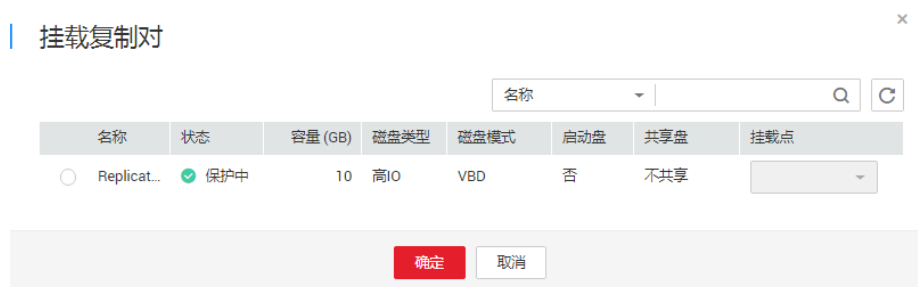 挂载复制对
名称
名称 状态 容量 (GB) 磁盘类型 磁盘模式 启动盘 共享盘 挂载点
Replicat... 保护中 10 高IO VBD 否 不共享
确定 取消